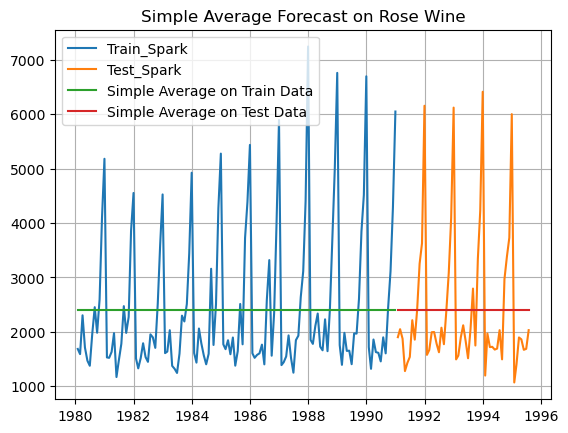 Simple Average Forecast on Rose Wine
Train_Spark
Test_Spark
Simple Average on Train Data
Simple Average on Test Data
7000
6000
5000
4000
3000
2000
1000
1980 1982 1984 1986 1988 1990 1992 1994 1996